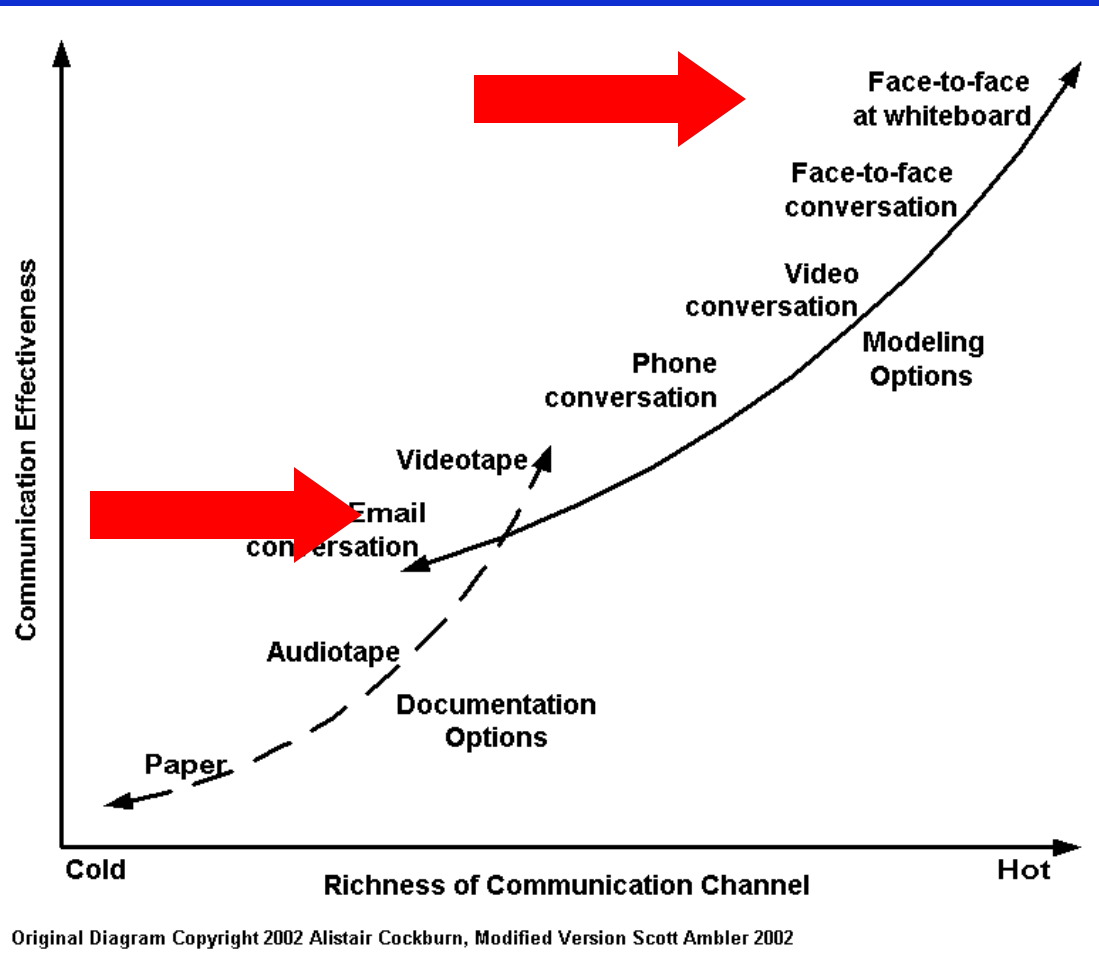 Face-to-face
at whiteboard
Face-to-face
conversation
Video
conversation
Modeling
Options
Phone
conversation
Videotape
Email
conversation
Audiotape
Documentation
Options
Paper
Communication Effectiveness
Cold
Hot
Richness of Communication Channel
Original Diagram Copyright 2002 Alistair Cockburn, Modified Version Scott Ambler 2002